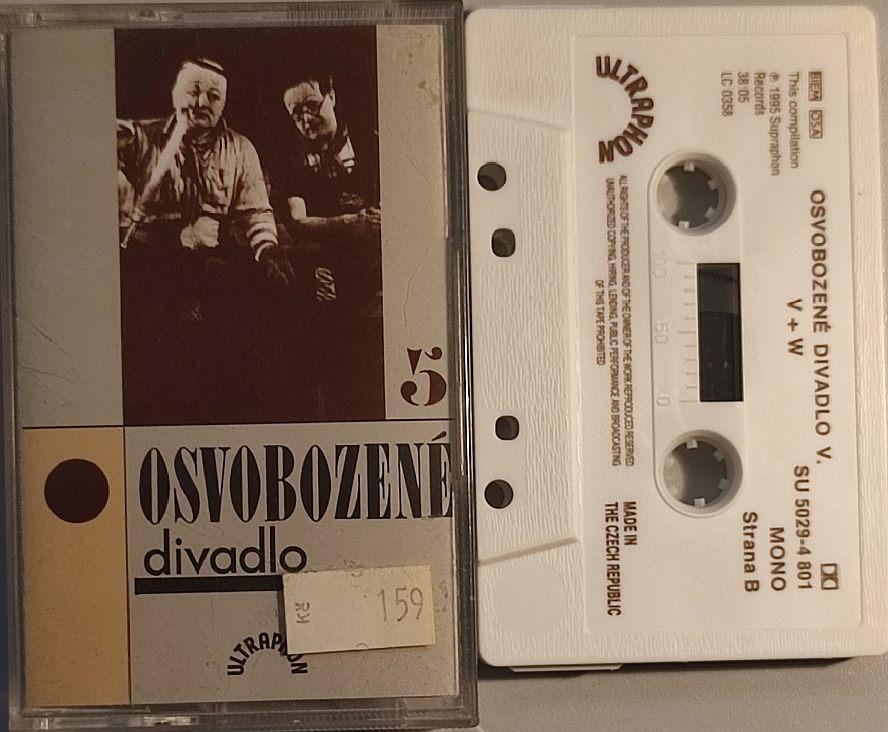 5
OSVOBOZENÉ
divadlo
159
ULTRAPHON
BIEM OSA
This compilation
℗ 1995 Supraphon
Records
38:05
LC 0358
ULTRAPHON
OSVOBOZENÉ DIVADLO V.
V + W
ALL RIGHTS OF THE PRODUCER AND OF THE OWNER OF THE WORK REPRODUCED RESERVED
UNAUTHORIZED COPYING, HIRING, LENDING, PUBLIC PERFORMANCE AND BROADCASTING
OF THIS TAPE PROHIBITED
100 50 0
SU 5029-4 801
MONO
Strana B
MADE IN
THE CZECH REPUBLIC